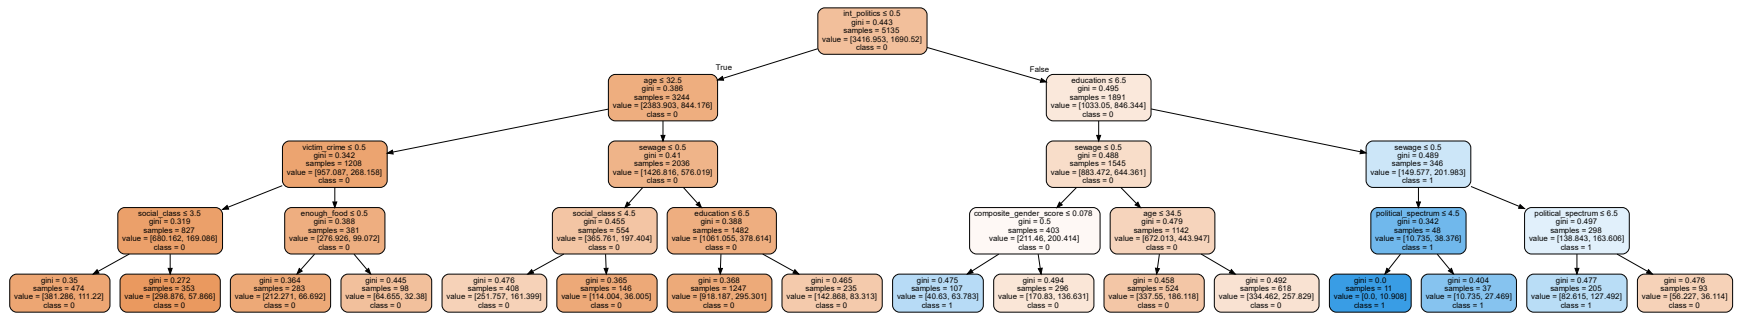 int_politics ≤ 0.5
gini = 0.443
samples = 5135
value = [3416.953, 1690.52]
class = 0
True
False
age ≤ 32.5
gini = 0.386
samples = 3244
value = [2383.903, 844.176]
class = 0
education ≤ 6.5
gini = 0.495
samples = 1891
value = [1033.05, 846.344]
class = 0
victim_crime ≤ 0.5
gini = 0.342
samples = 1208
value = [957.087, 268.158]
class = 0
sewage ≤ 0.5
gini = 0.41
samples = 2036
value = [1426.816, 576.019]
class = 0
sewage ≤ 0.5
gini = 0.488
samples = 1545
value = [883.472, 644.361]
class = 0
sewage ≤ 0.5
gini = 0.489
samples = 346
value = [149.577, 201.983]
class = 1
social_class ≤ 3.5
gini = 0.319
samples = 827
value = [680.162, 169.086]
class = 0
enough_food ≤ 0.5
gini = 0.388
samples = 381
value = [276.926, 99.072]
class = 0
social_class ≤ 4.5
gini = 0.455
samples = 554
value = [365.761, 197.404]
class = 0
education ≤ 6.5
gini = 0.388
samples = 1482
value = [1061.055, 378.614]
class = 0
composite_gender_score ≤ 0.078
gini = 0.5
samples = 403
value = [211.46, 200.414]
class = 0
age ≤ 34.5
gini = 0.479
samples = 1142
value = [672.013, 443.947]
class = 0
political_spectrum ≤ 4.5
gini = 0.342
samples = 48
value = [10.735, 38.376]
class = 1
political_spectrum ≤ 6.5
gini = 0.497
samples = 298
value = [138.843, 163.606]
class = 1
gini = 0.35
samples = 474
value = [381.286, 111.22]
class = 0
gini = 0.272
samples = 353
value = [298.876, 57.866]
class = 0
gini = 0.364
samples = 283
value = [212.271, 66.692]
class = 0
gini = 0.445
samples = 98
value = [64.655, 32.38]
class = 0
gini = 0.476
samples = 408
value = [251.757, 161.399]
class = 0
gini = 0.365
samples = 146
value = [114.004, 36.005]
class = 0
gini = 0.368
samples = 1247
value = [918.187, 295.301]
class = 0
gini = 0.465
samples = 235
value = [142.868, 83.313]
class = 0
gini = 0.475
samples = 107
value = [40.63, 63.783]
class = 1
gini = 0.494
samples = 296
value = [170.83, 136.631]
class = 0
gini = 0.458
samples = 524
value = [337.55, 186.118]
class = 0
gini = 0.492
samples = 618
value = [334.462, 257.829]
class = 0
gini = 0.0
samples = 11
value = [0.0, 10.908]
class = 1
gini = 0.404
samples = 37
value = [10.735, 27.469]
class = 1
gini = 0.477
samples = 205
value = [82.615, 127.492]
class = 1
gini = 0.476
samples = 93
value = [56.227, 36.114]
class = 0